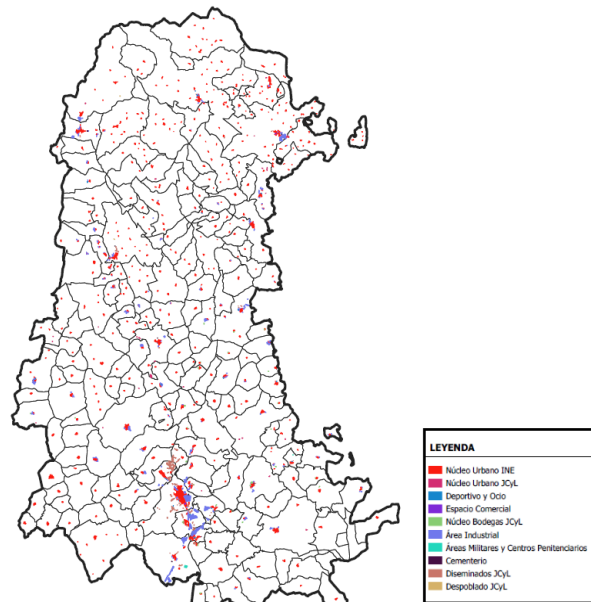 LEYENDA
Núcleo Urbano INE
Núcleo Urbano JCyL
Deportivo y Ocio
Espacio Comercial
Núcleo Bodegas JCyL
Área Industrial
Áreas Militares y Centros Penitenciarios
Cementerio
Diseminados JCyL
Despoblado JCyL